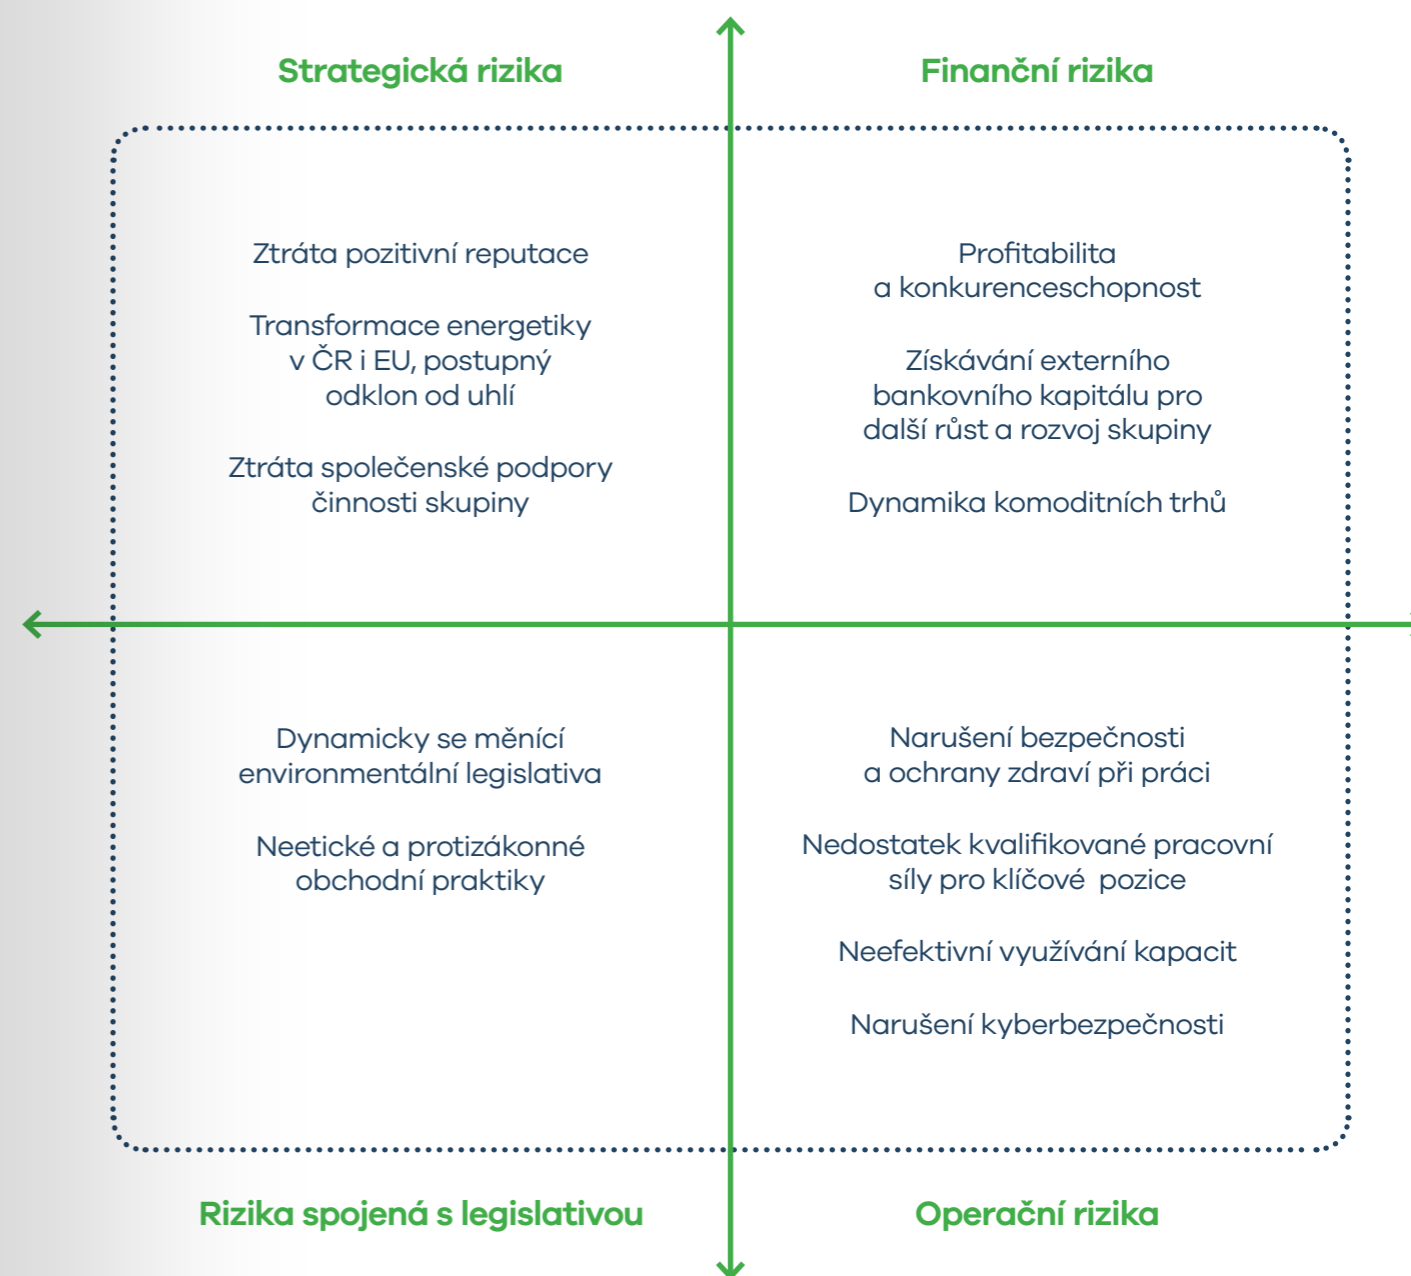 Strategická rizika
Ztráta pozitivní reputace
Transformace energetiky
v ČR i EU, postupný
odklon od uhlí
Ztráta společenské podpory
činnosti skupiny
Finanční rizika
Profitabilita
a konkurenceschopnost
Získávání externího
bankovního kapitálu pro
další růst a rozvoj skupiny
Dynamika komoditních trhů
Dynamicky se měnící
environmentální legislativa
Neetické a protizákonné
obchodní praktiky
Rizika spojená s legislativou
Narušení bezpečnosti
a ochrany zdraví při práci
Nedostatek kvalifikované pracovní
síly pro klíčové pozice
Neefektivní využívání kapacit
Narušení kyberbezpečnosti
Operační rizika